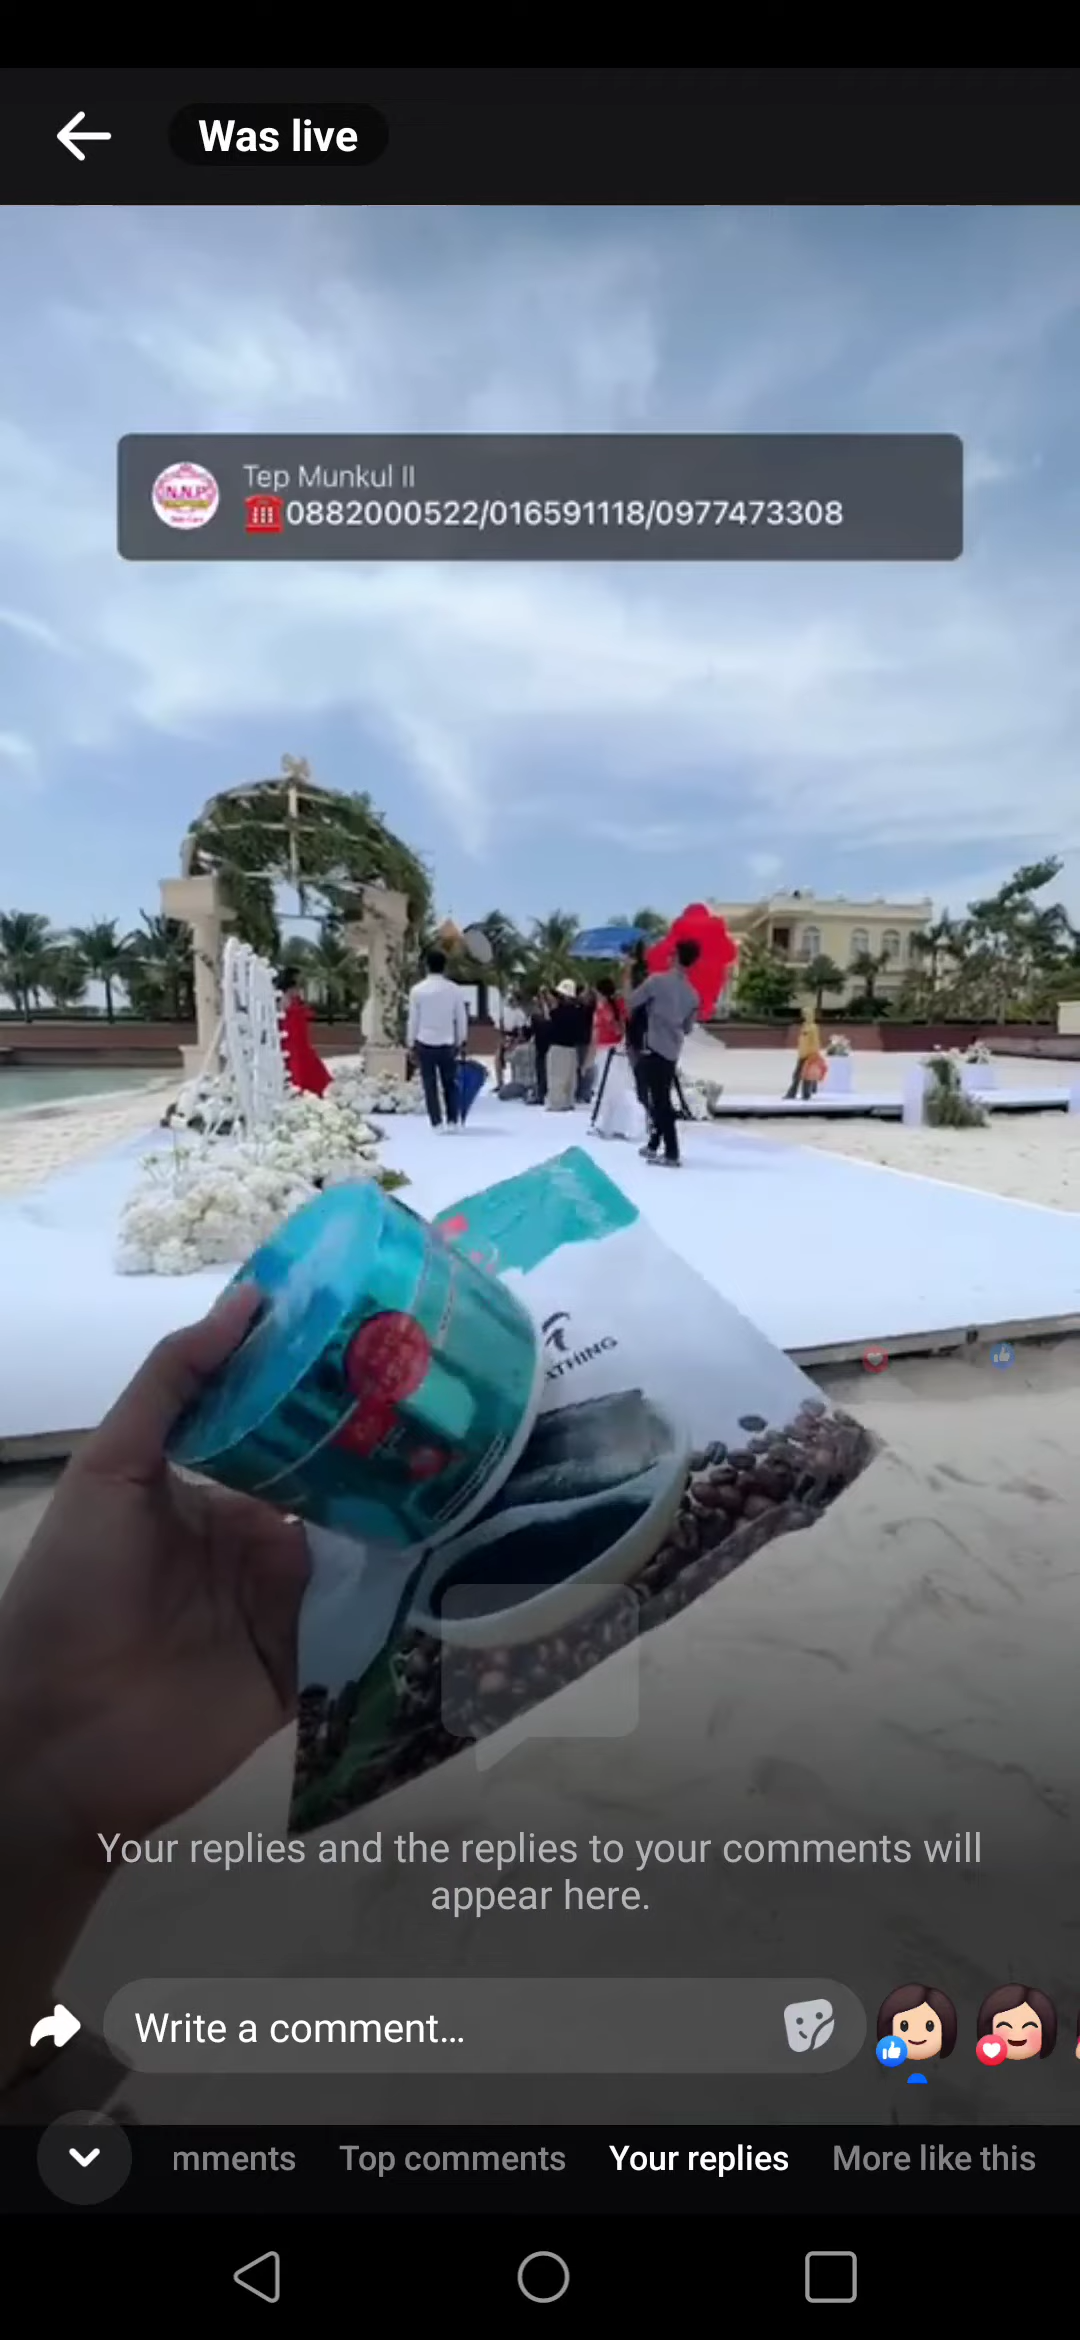 Was live
Tep Munkul II
☎️0882000522/016591118/0977473308
N.N.P
Your replies and the replies to your comments will
appear here.
Write a comment...
mments
Top comments
Your replies
More like this